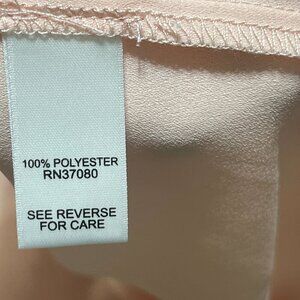 100% POLYESTER
RN37080
SEE REVERSE
FOR CARE